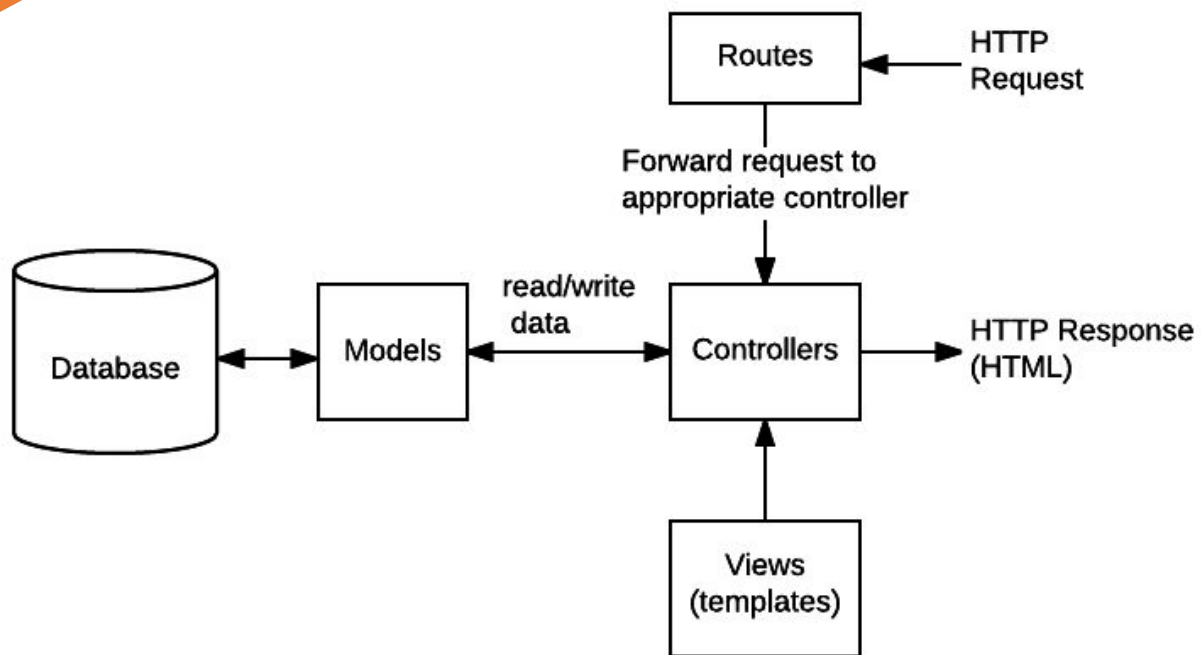 Routes
HTTP
Request
Forward request to
appropriate controller
Database
Models
read/write
data
Controllers
HTTP Response
(HTML)
Views
(templates)